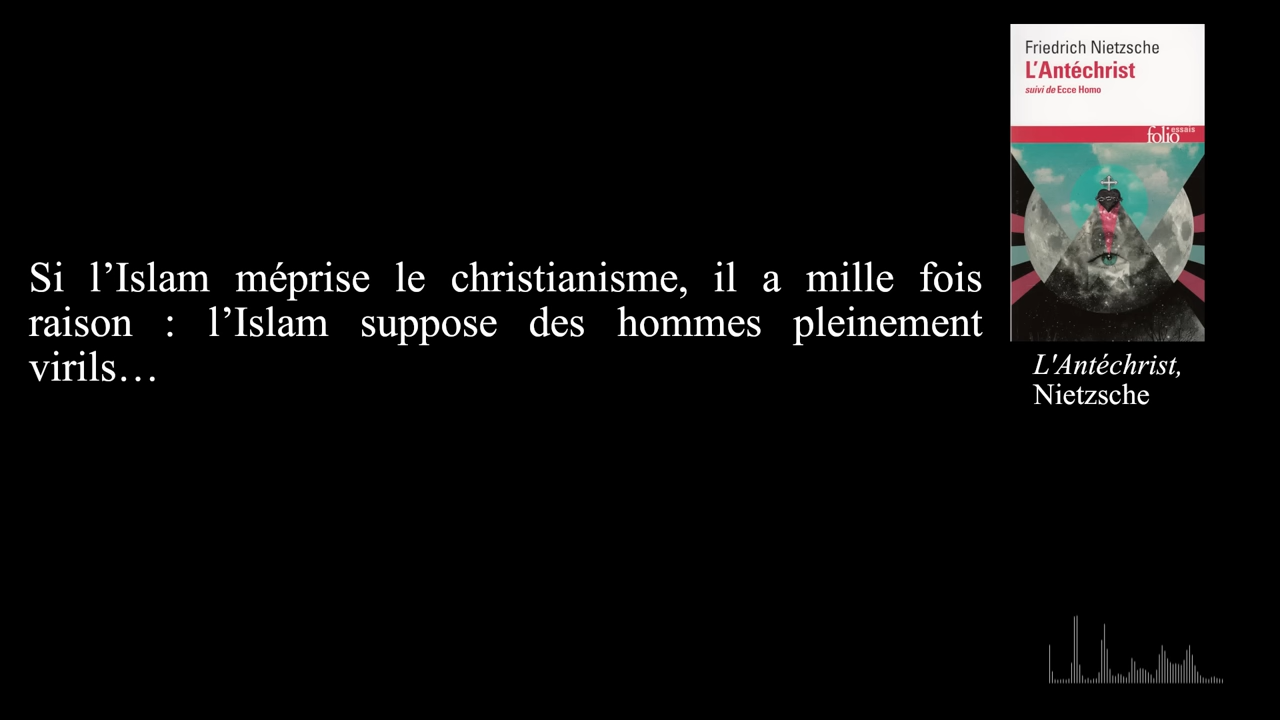 Friedrich Nietzsche
L'Antéchrist
suivi de Ecce Homo
essais
folio
Si l’Islam méprise le christianisme, il a mille fois
raison : l’Islam suppose des hommes pleinement
virils…
L'Antéchrist,
Nietzsche